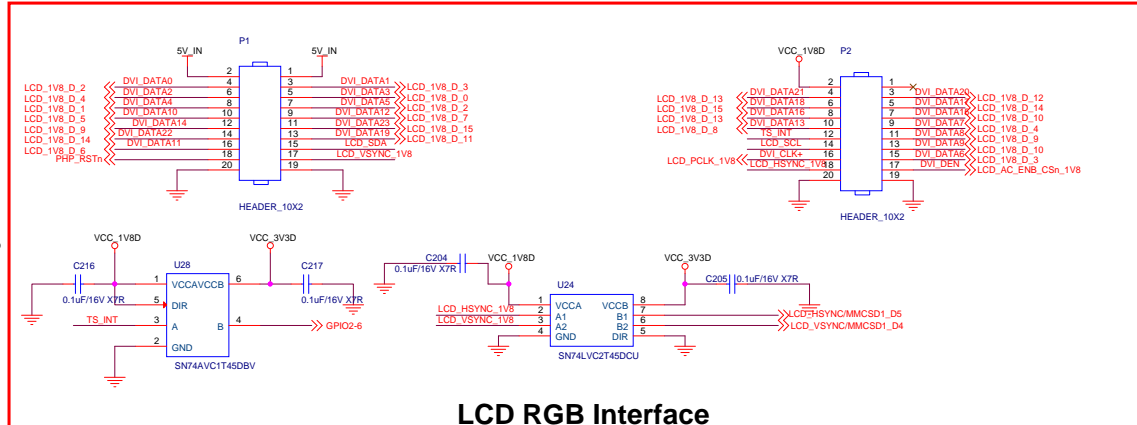 P1
5V_IN
5V_IN
2
1
LCD_1V8_D_2
DVI_DATA0
4
3
DVI_DATA1
LCD_1V8_D_3
LCD_1V8_D_4
DVI_DATA2
6
5
DVI_DATA3
LCD_1V8_D_0
LCD_1V8_D_1
DVI_DATA4
8
7
DVI_DATA5
LCD_1V8_D_2
LCD_1V8_D_5
DVI_DATA10
10
9
DVI_DATA12
LCD_1V8_D_7
LCD_1V8_D_9
DVI_DATA14
12
11
DVI_DATA23
LCD_1V8_D_15
LCD_1V8_D_14
DVI_DATA22
14
13
DVI_DATA19
LCD_1V8_D_11
LCD_1V8_D_6
DVI_DATA11
16
15
LCD_SDA
PHP_RSTn
18
17
LCD_VSYNC_1V8
20
19
HEADER_10X2
P2
VCC_1V8D
2
1
LCD_1V8_D_13
DVI_DATA21
4
3
DVI_DATA20
LCD_1V8_D_12
LCD_1V8_D_15
DVI_DATA18
6
5
LCD_1V8_D_14
LCD_1V8_D_13
DVI_DATA16
8
7
LCD_1V8_D_10
LCD_1V8_D_8
DVI_DATA13
10
9
DVI_DATA7
LCD_1V8_D_4
TS_INT
12
11
DVI_DATA8
LCD_1V8_D_9
LCD_SCL
14
13
DVI_DATA9
LCD_1V8_D_10
LCD_PCLK_1V8
DVI_CLK+
16
15
DVI_DATA6
LCD_1V8_D_3
LCD_HSYNC_1V8
18
17
DVI_DEN
LCD_AC_ENB_CSn_1V8
20
19
HEADER_10X2
VCC_1V8D
VCC_3V3D
C216
0.1uF/16V X7R
U28
C217
0.1uF/16V X7R
1
VCCA
VCCB
6
5
DIR
TS_INT
3
A
B
4
GPIO2-6
2
GND
SN74AVC1T45DBV
C204
0.1uF/16V X7R
VCC_1V8D
VCC_3V3D
U24
C205
0.1uF/16V X7R
1
VCCA
VCCB
8
LCD_HSYNC_1V8
2
A1
B1
7
LCD_HSYNC/MMCSD1_D5
LCD_VSYNC_1V8
3
A2
B2
6
LCD_VSYNC/MMCSD1_D4
4
GND
DIR
5
SN74LVC2T45DCU
LCD RGB Interface